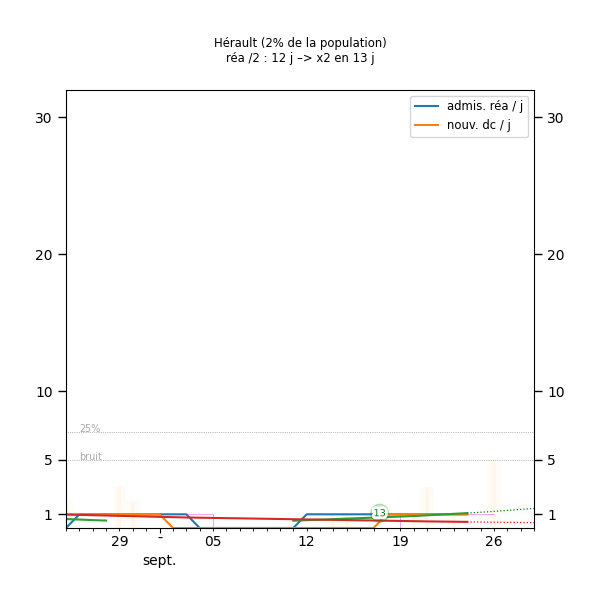 Hérault (2% de la population)
réa /2 : 12 j –> x2 en 13 j
admis. réa / j
nouv. dc / j
30 30
20 20
10 10
25%
5 bruit 5
13
1 1
29 - 05 12 19 26
sept.